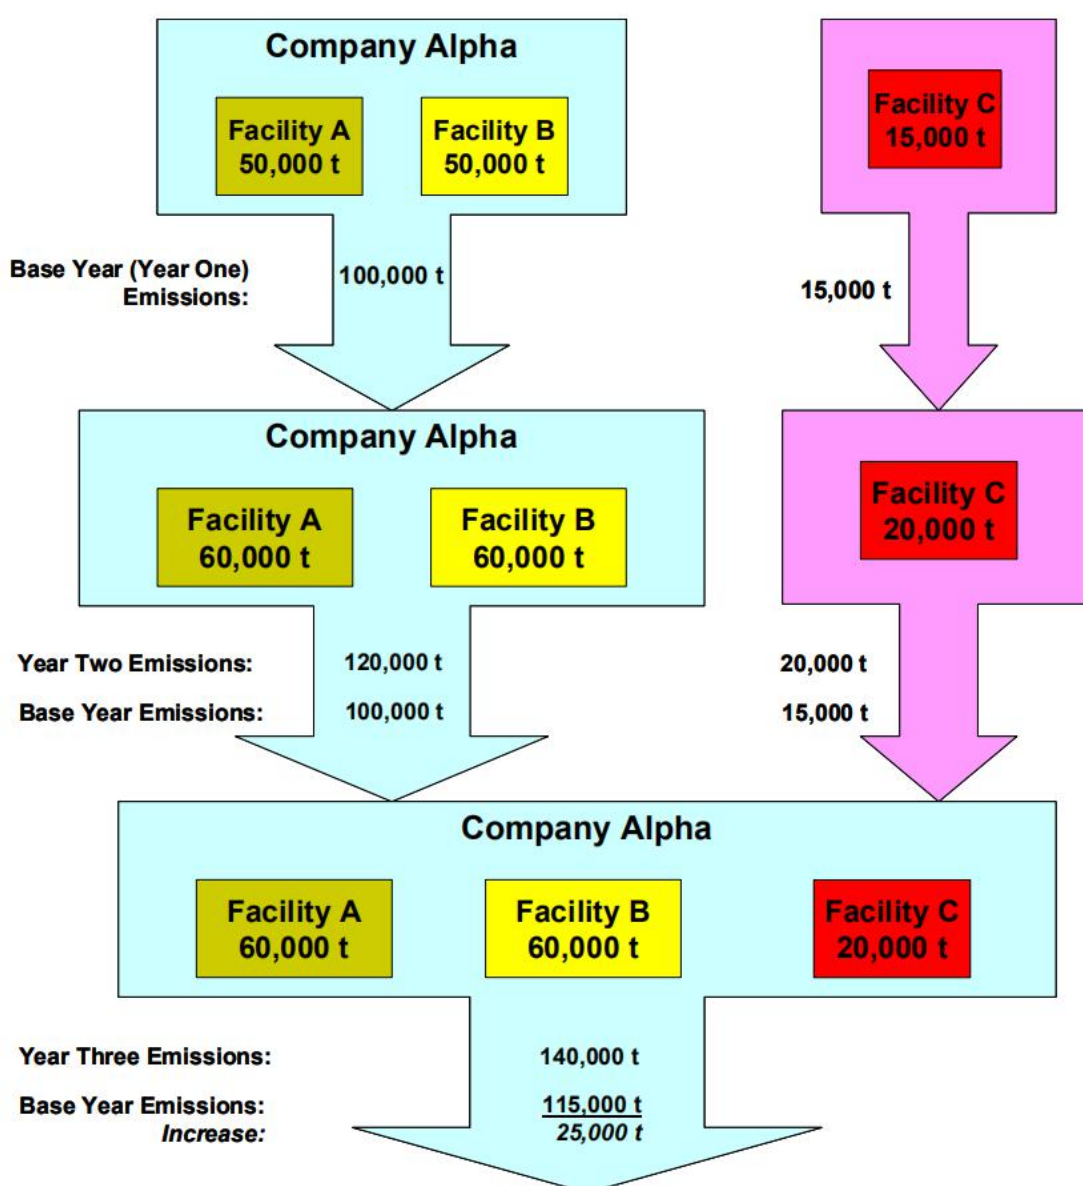 Company Alpha
Facility A
50,000 t
Facility B
50,000 t
Facility C
15,000 t
Base Year (Year One)
Emissions:
100,000 t
15,000 t
Company Alpha
Facility A
60,000 t
Facility B
60,000 t
Facility C
20,000 t
Year Two Emissions: 120,000 t 20,000 t
Base Year Emissions: 100,000 t 15,000 t
Company Alpha
Facility A
60,000 t
Facility B
60,000 t
Facility C
20,000 t
Year Three Emissions: 140,000 t
Base Year Emissions: 115,000 t
Increase: 25,000 t